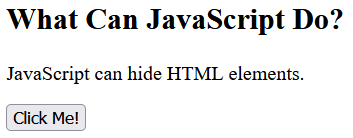 What Can JavaScript Do?
JavaScript can hide HTML elements.
Click Me!